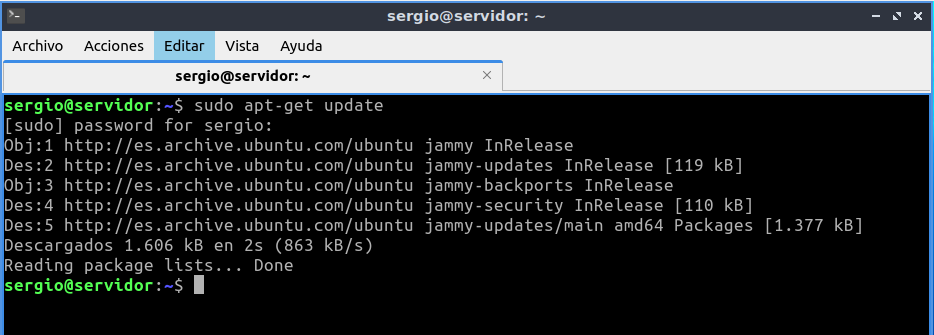 sergio@servidor: ~
Archivo Acciones Editar Vista Ayuda
sergio@servidor: ~
sergio@servidor:~$ sudo apt-get update
[sudo] password for sergio:
Obj:1 http://es.archive.ubuntu.com/ubuntu jammy InRelease
Des:2 http://es.archive.ubuntu.com/ubuntu jammy-updates InRelease [119 kB]
Obj:3 http://es.archive.ubuntu.com/ubuntu jammy-backports InRelease
Des:4 http://es.archive.ubuntu.com/ubuntu jammy-security InRelease [110 kB]
Des:5 http://es.archive.ubuntu.com/ubuntu jammy-updates/main amd64 Packages [1.377 kB]
Descargados 1.606 kB en 2s (863 kB/s)
Reading package lists... Done
sergio@servidor:~$